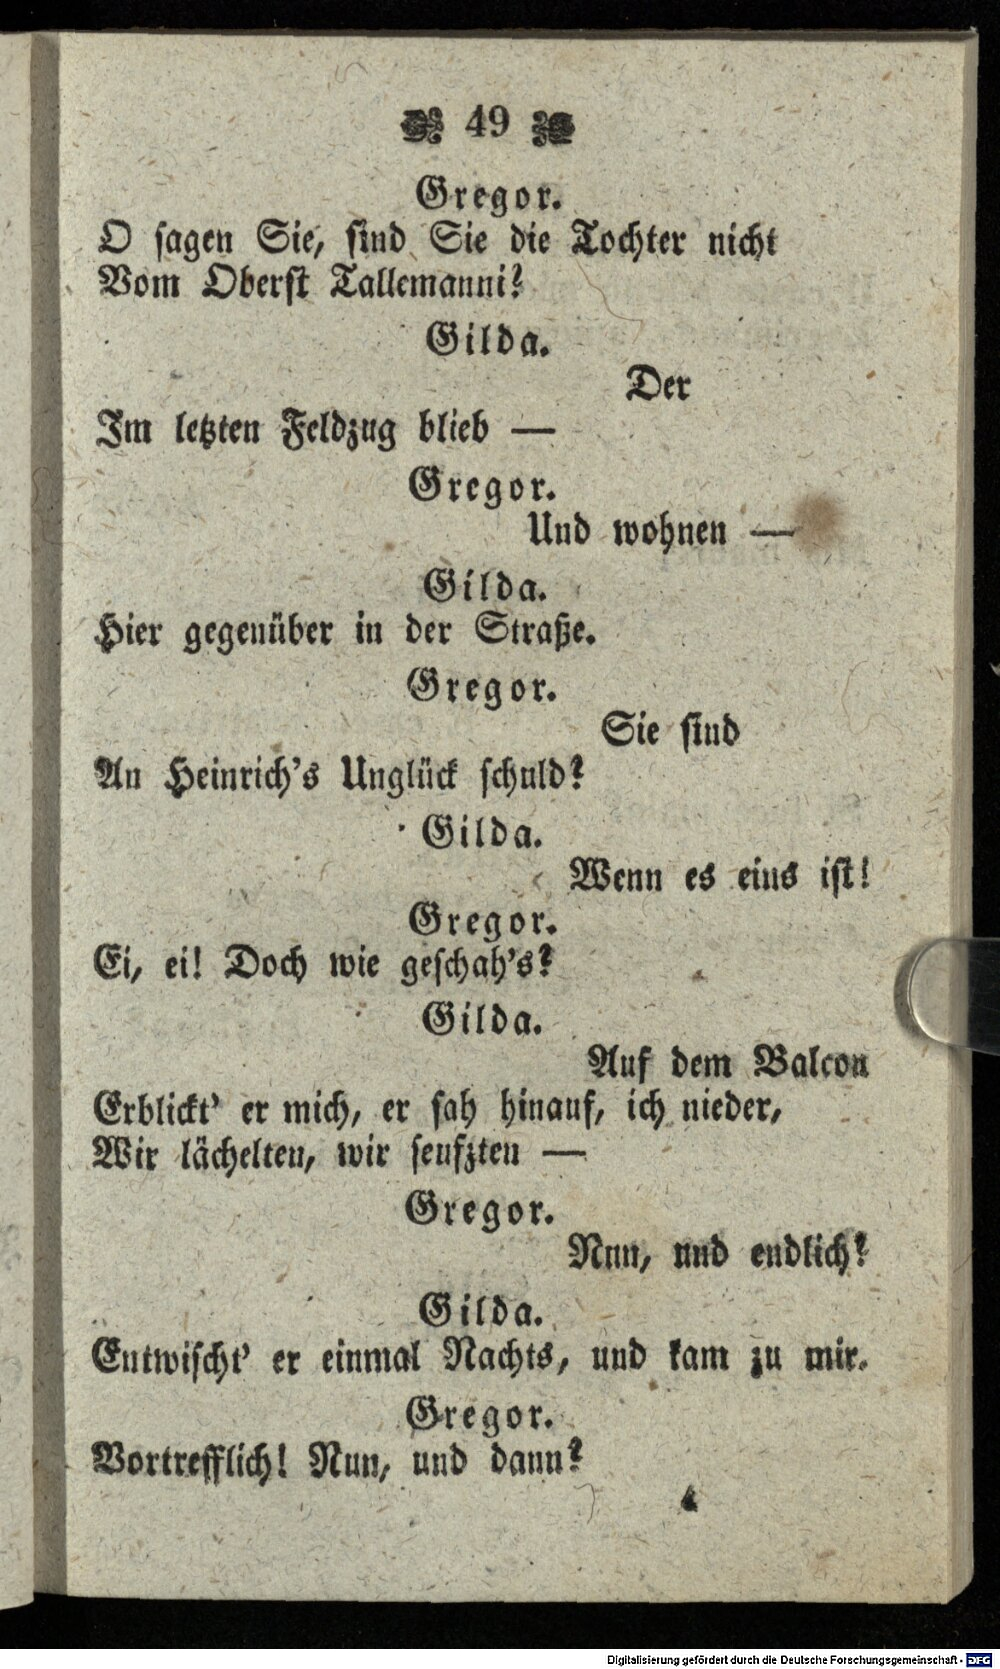 49
Gregor.
O sagen Sie, sind Sie die Tochter nicht
Vom Oberst Tallemanni?
Gilda.
Der
Im letzten Feldzug blieb —
Gregor.
Und wohnen —
Gilda.
Hier gegenüber in der Straße.
Gregor.
Sie sind
An Heinrich's Unglück schuld?
Gilda.
Wenn es eins ist!
Gregor.
Ei, ei! Doch wie geschah's?
Gilda.
Auf dem Balcon
Erblickt' er mich, er sah hinauf, ich nieder,
Wir lächelten, wir seufzten —
Gregor.
Nun, und endlich?
Gilda.
Entwischt' er einmal Nachts, und kam zu mir.
Gregor.
Vortrefflich! Nun, und dann?
Digitalisierung gefördert durch die Deutsche Forschungsgemeinschaft - DFG